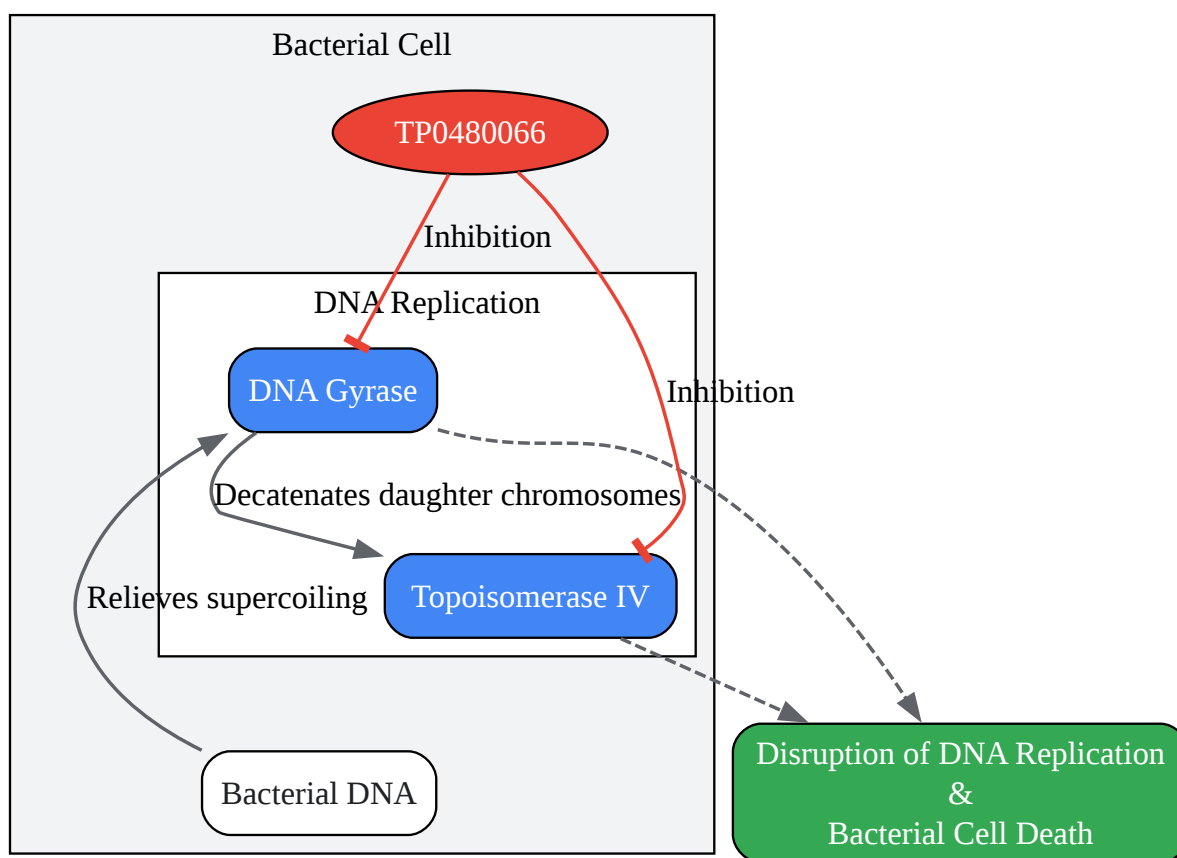 Bacterial Cell
TP0480066
Inhibition
DNA Replication
DNA Gyrase
Inhibition
Decatenates daughter chromosomes
Relieves supercoiling
Topoisomerase IV
Bacterial DNA
Disruption of DNA Replication
&
Bacterial Cell Death